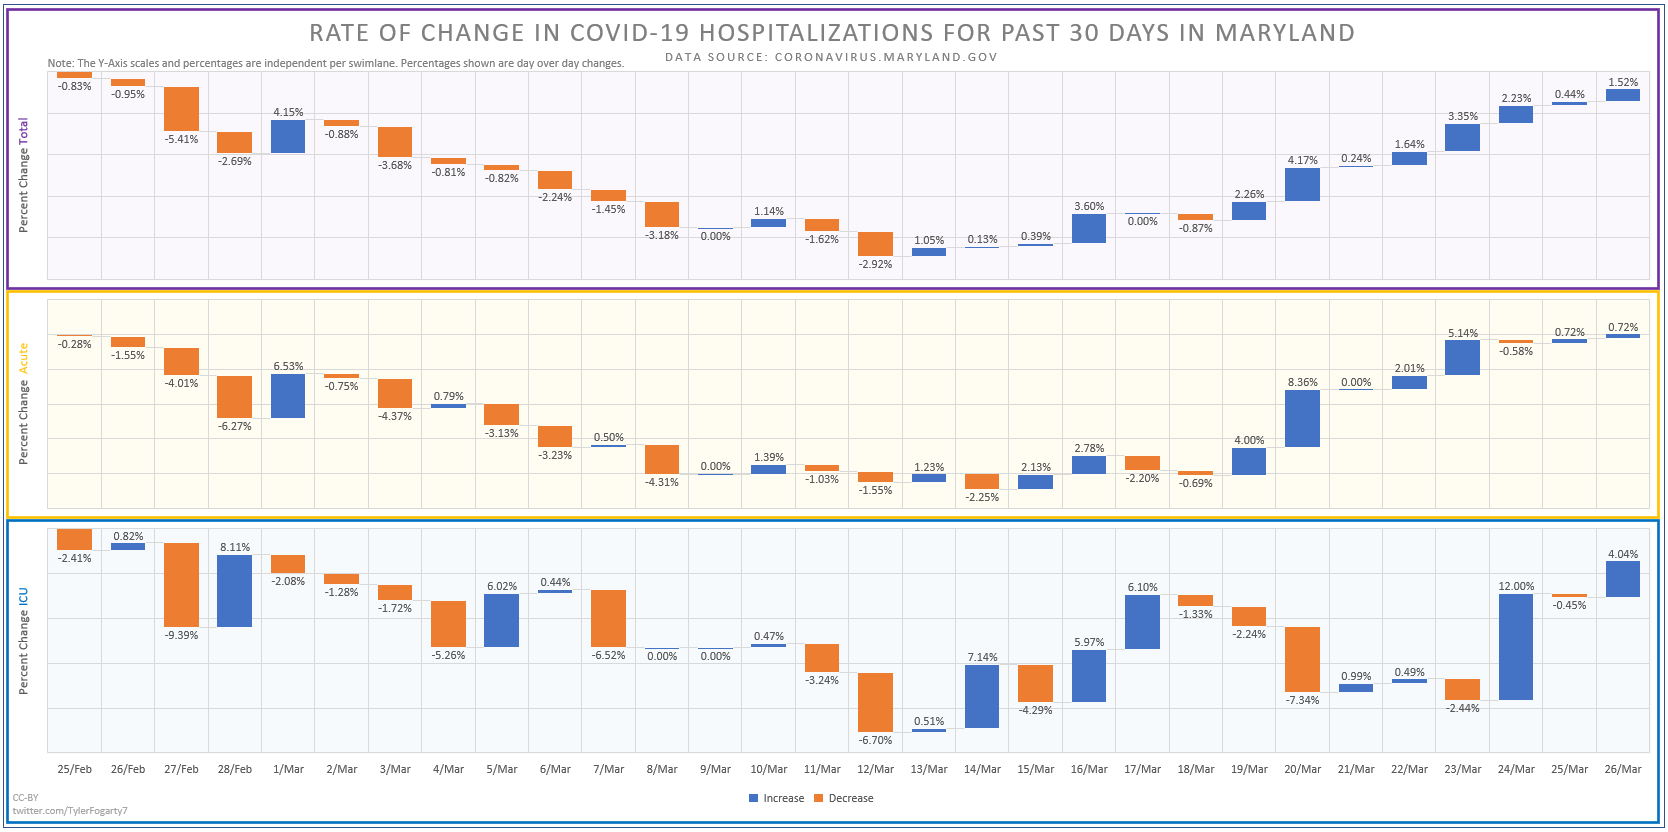 RATE OF CHANGE IN COVID-19 HOSPITALIZATIONS FOR PAST 30 DAYS IN MARYLAND
DATA SOURCE: CORONAVIRUS.MARYLAND.GOV
Note: The Y-Axis scales and percentages are independent per swimlane. Percentages shown are day over day changes.
Percent Change Total
-0.83% -0.95% -5.41% -2.69% 4.15% -0.88% -3.68% -0.81% -0.82% -2.24% -1.45% -3.18% 0.00% 1.14% -1.62% -2.92% 1.05% 0.13% 0.39% 3.60% 0.00% -0.87% 2.26% 4.17% 0.24% 1.64% 3.35% 2.23% 0.44% 1.52%
Percent Change Acute
-0.28% -1.55% -4.01% -6.27% 6.53% -0.75% -4.37% 0.79% -3.13% -3.23% 0.50% -4.31% 0.00% 1.39% -1.03% -1.55% 1.23% -2.25% 2.13% 2.78% -2.20% -0.69% 4.00% 8.36% 0.00% 2.01% 5.14% -0.58% 0.72% 0.72%
Percent Change ICU
-2.41% 0.82% -9.39% 8.11% -2.08% -1.28% -1.72% -5.26% 6.02% 0.44% -6.52% 0.00% 0.00% 0.47% -3.24% -6.70% 0.51% 7.14% -4.29% 5.97% 6.10% -1.33% -2.24% -7.34% 0.99% 0.49% -2.44% 12.00% -0.45% 4.04%
25/Feb 26/Feb 27/Feb 28/Feb 1/Mar 2/Mar 3/Mar 4/Mar 5/Mar 6/Mar 7/Mar 8/Mar 9/Mar 10/Mar 11/Mar 12/Mar 13/Mar 14/Mar 15/Mar 16/Mar 17/Mar 18/Mar 19/Mar 20/Mar 21/Mar 22/Mar 23/Mar 24/Mar 25/Mar 26/Mar
Increase Decrease
CC-BY
twitter.com/TylerFogarty7